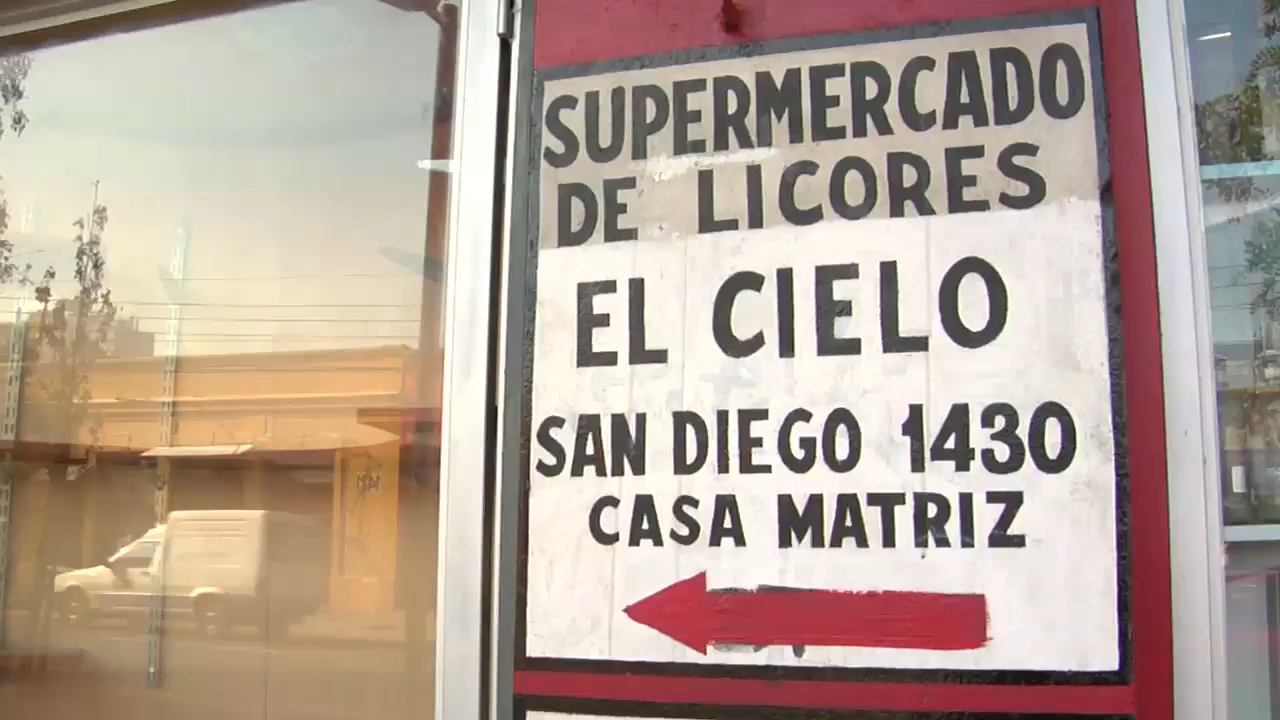 SUPERMERCADO
DE LICORES
EL CIELO
SAN DIEGO 1430
CASA MATRIZ